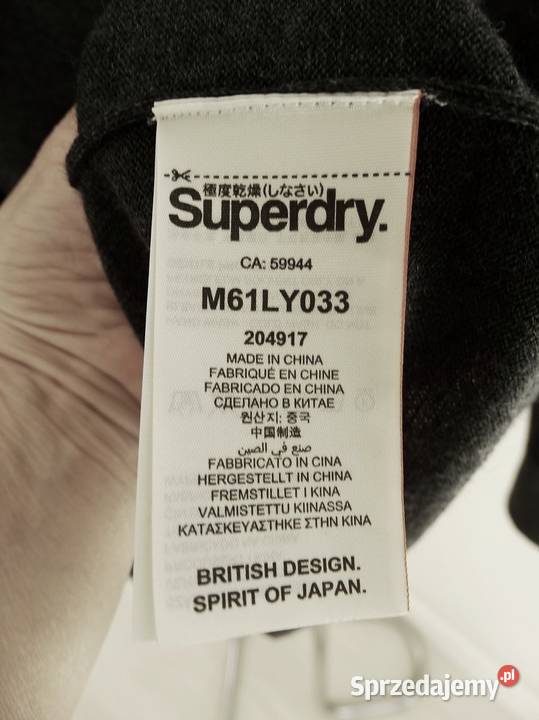 極度乾燥(しなさい)
Superdry.
CA: 59944
M61LY033
204917
MADE IN CHINA
FABRIQUÉ EN CHINE
FABRICADO EN CHINA
СДЕЛАНО В КИТАЕ
원산지: 중국
中国制造
صنع في الصين
FABBRICATO IN CINA
HERGESTELLT IN CHINA
FREMSTILLET I KINA
VALMISTETTU KIINASSA
ΚΑΤΑΣΚΕΥΑΣΤΗΚΕ ΣΤΗΝ ΚΙΝΑ
BRITISH DESIGN.
SPIRIT OF JAPAN.
Sprzedajemy.pl